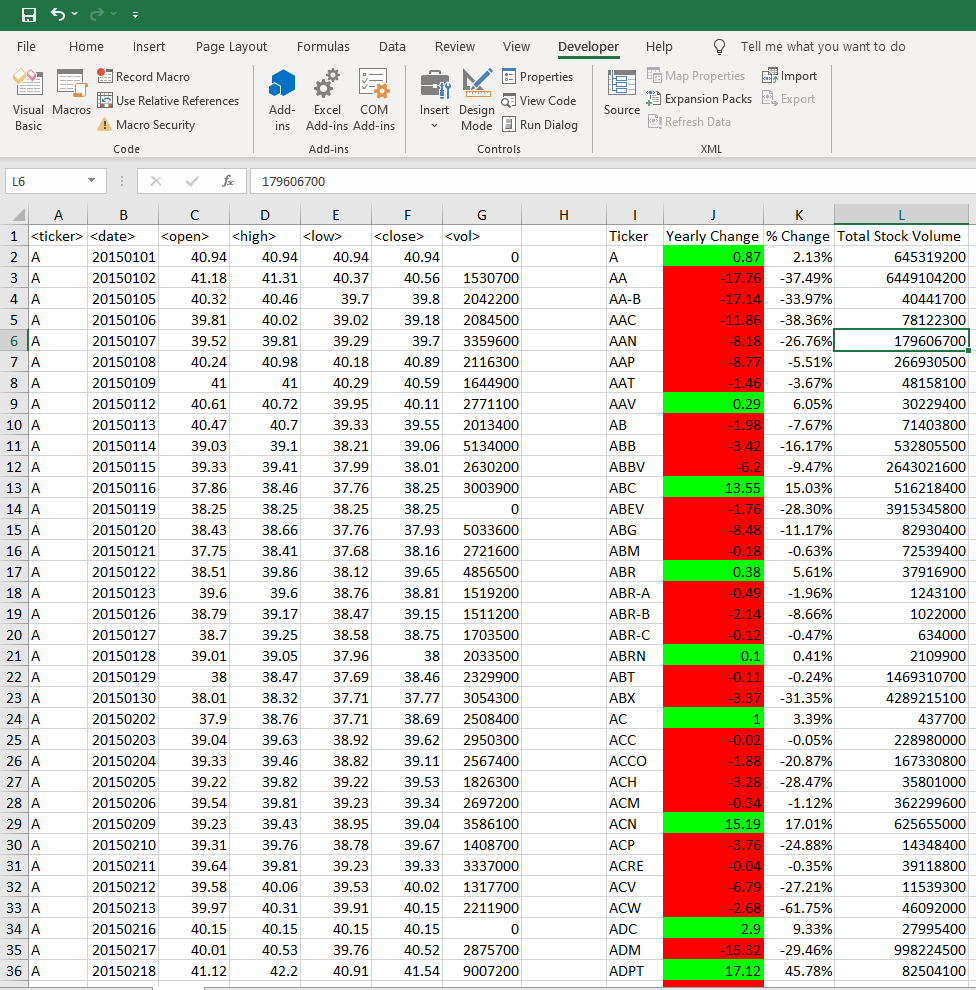 File Home Insert Page Layout Formulas Data Review View Developer Help Tell me what you want to do
Visual Basic
Macros
Record Macro
Use Relative References
Macro Security
Code
Add-ins
Excel Add-ins
COM Add-ins
Add-ins
Insert
Design Mode
Properties
View Code
Run Dialog
Controls
Source
Map Properties
Expansion Packs
Refresh Data
Import
Export
XML
L6 fx 179606700
A B C D E F G H I J K L
1 <ticker> <date> <open> <high> <low> <close> <vol> Ticker Yearly Change % Change Total Stock Volume
2 A 20150101 40.94 40.94 40.94 40.94 0 A 0.87 2.13% 645319200
3 A 20150102 41.18 41.31 40.37 40.56 1530700 AA -17.76 -37.49% 6449104200
4 A 20150105 40.32 40.46 39.7 39.8 2042200 AA-B -17.14 -33.97% 40441700
5 A 20150106 39.81 40.02 39.02 39.18 2084500 AAC -11.86 -38.36% 78122300
6 A 20150107 39.52 39.81 39.29 39.7 3359600 AAN -8.18 -26.76% 179606700
7 A 20150108 40.24 40.98 40.18 40.89 2116300 AAP -8.77 -5.51% 266930500
8 A 20150109 41 41 40.29 40.59 1644900 AAT -1.46 -3.67% 48158100
9 A 20150112 40.61 40.72 39.95 40.11 2771100 AAV 0.29 6.05% 30229400
10 A 20150113 40.47 40.7 39.33 39.55 2013400 AB -1.98 -7.67% 71403800
11 A 20150114 39.03 39.1 38.21 39.06 5134000 ABB -3.42 -16.17% 532805500
12 A 20150115 39.33 39.41 37.99 38.01 2630200 ABBV -6.2 -9.47% 2643021600
13 A 20150116 37.86 38.46 37.76 38.25 3003900 ABC 13.55 15.03% 516218400
14 A 20150119 38.25 38.25 38.25 38.25 0 ABEV -1.76 -28.30% 3915345800
15 A 20150120 38.43 38.66 37.76 37.93 5033600 ABG -8.48 -11.17% 82930400
16 A 20150121 37.75 38.41 37.68 38.16 2721600 ABM -0.18 -0.63% 72539400
17 A 20150122 38.51 39.86 38.12 39.65 4856500 ABR 0.38 5.61% 37916900
18 A 20150123 39.6 39.6 38.76 38.81 1519200 ABR-A -0.49 -1.96% 1243100
19 A 20150126 38.79 39.17 38.47 39.15 1511200 ABR-B -2.14 -8.66% 1022000
20 A 20150127 38.7 39.25 38.58 38.75 1703500 ABR-C -0.12 -0.47% 634000
21 A 20150128 39.01 39.05 37.96 38 2033500 ABRN 0.1 0.41% 2109900
22 A 20150129 38 38.47 37.69 38.46 2329900 ABT -0.11 -0.24% 1469310700
23 A 20150130 38.01 38.32 37.71 37.77 3054300 ABX -3.37 -31.35% 4289215100
24 A 20150202 37.9 38.76 37.71 38.69 2508400 AC 1 3.39% 437700
25 A 20150203 39.04 39.63 38.92 39.62 2950300 ACC -0.02 -0.05% 228980000
26 A 20150204 39.33 39.46 38.82 39.11 2567400 ACCO -1.88 -20.87% 167330800
27 A 20150205 39.22 39.82 39.22 39.53 1826300 ACH -3.28 -28.47% 35801000
28 A 20150206 39.54 39.81 39.23 39.34 2697200 ACM -0.34 -1.12% 362299600
29 A 20150209 39.23 39.43 38.95 39.04 3586100 ACN 15.19 17.01% 625655000
30 A 20150210 39.31 39.76 38.78 39.67 1408700 ACP -3.76 -24.88% 14348400
31 A 20150211 39.64 39.81 39.23 39.33 3337000 ACRE -0.04 -0.35% 39118800
32 A 20150212 39.58 40.06 39.53 40.02 1317700 ACV -6.79 -27.21% 11539300
33 A 20150213 39.97 40.31 39.91 40.15 2211900 ACW -2.68 -61.75% 46092000
34 A 20150216 40.15 40.15 40.15 40.15 0 ADC 2.9 9.33% 27995400
35 A 20150217 40.01 40.53 39.76 40.52 2875700 ADM -15.32 -29.46% 998224500
36 A 20150218 41.12 42.2 40.91 41.54 9007200 ADPT 17.12 45.78% 82504100